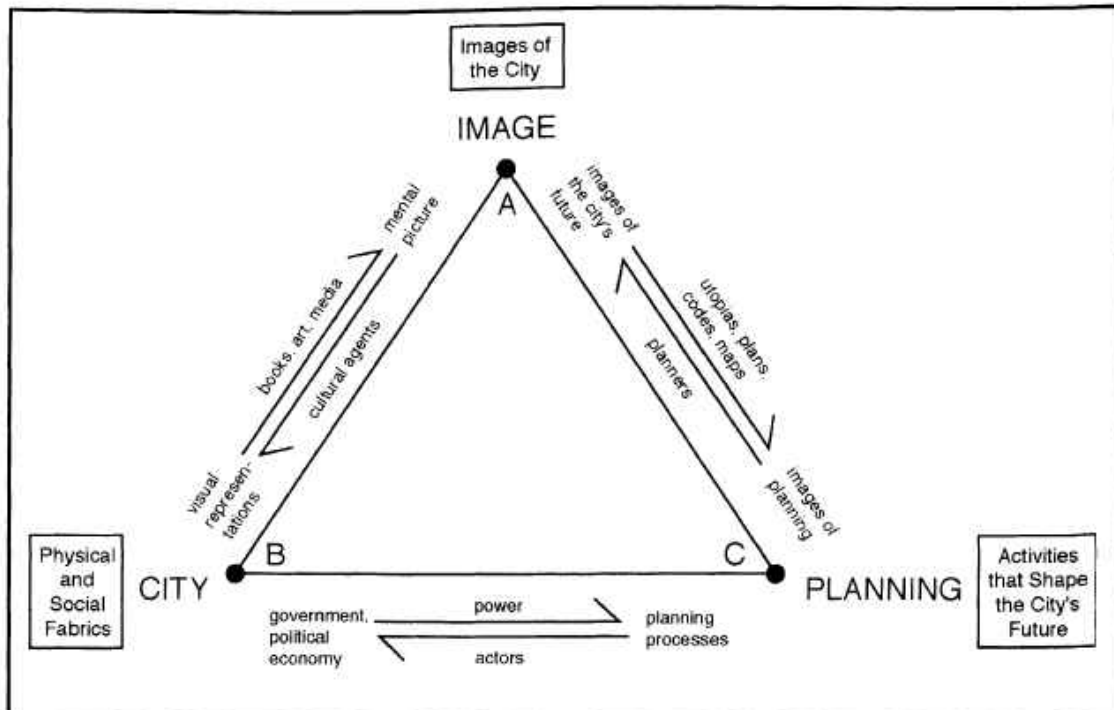 Images of
the City
IMAGE
A
mental
picture
books, art, media
cultural agents
visual
represen-
tations
images of
the city's
future
utopias, plans,
codes, maps
planners
images of
planning
Physical
and
Social
Fabrics
CITY
B
C
PLANNING
Activities
that Shape
the City's
Future
government,
political
economy
power
actors
planning
processes